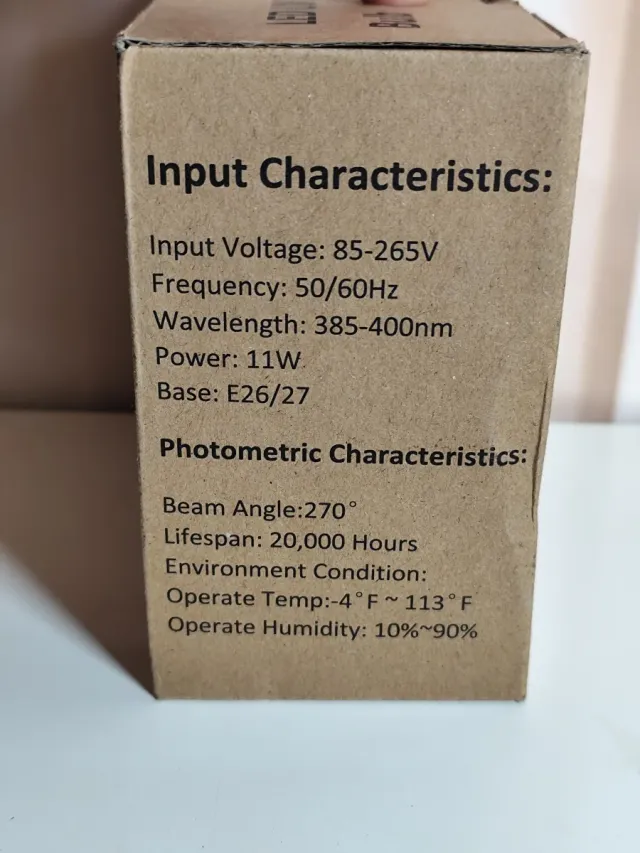 Input Characteristics:
Input Voltage: 85-265V
Frequency: 50/60Hz
Wavelength: 385-400nm
Power: 11W
Base: E26/27
Photometric Characteristics:
Beam Angle:270°
Lifespan: 20,000 Hours
Environment Condition:
Operate Temp:-4°F ~ 113°F
Operate Humidity: 10%~90%